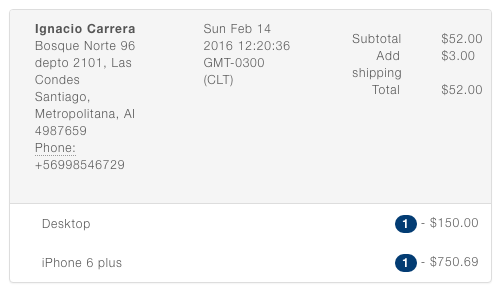 Ignacio Carrera
Bosque Norte 96
depto 2101, Las
Condes
Santiago,
Metropolitana, Al
4987659
Phone:
+56998546729
Sun Feb 14
2016 12:20:36
GMT-0300
(CLT)
Subtotal $52.00
Add $3.00
shipping
Total $52.00
Desktop 1 - $150.00
iPhone 6 plus 1 - $750.69